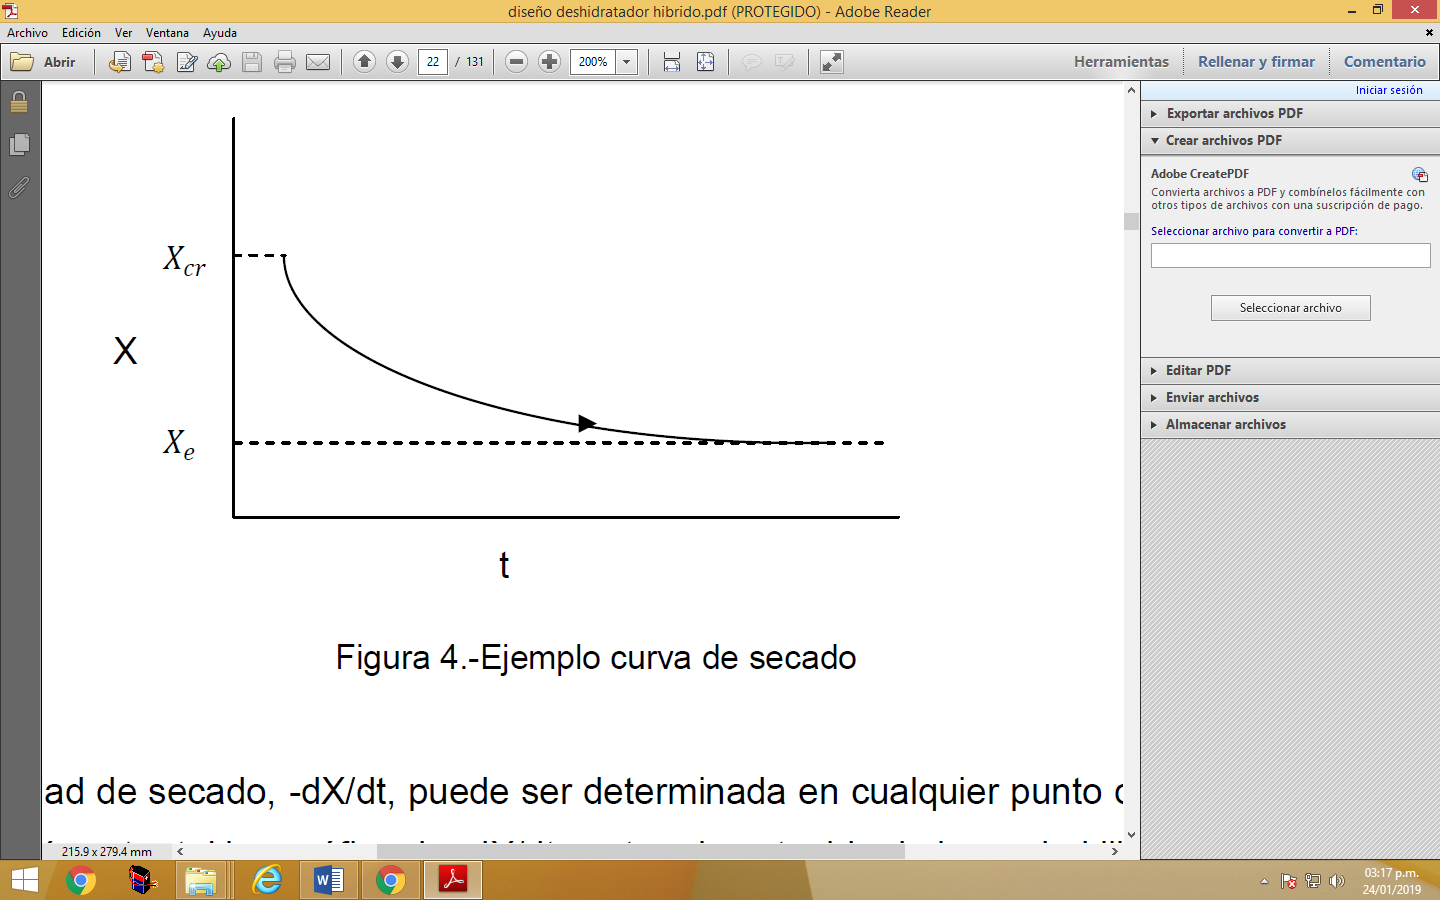 diseño deshidratador hibrido.pdf (PROTEGIDO) - Adobe Reader
Archivo Edición Ver Ventana Ayuda
Abrir 22 / 131 200% Herramientas Rellenar y firmar Comentario
Iniciar sesión
Exportar archivos PDF
Crear archivos PDF
Adobe CreatePDF
Convierta archivos a PDF y combínelos fácilmente con
otros tipos de archivos con una suscripción de pago.
Seleccionar archivo para convertir a PDF:
Seleccionar archivo
Editar PDF
Enviar archivos
Almacenar archivos
Xcr
X
Xe
t
Figura 4.-Ejemplo curva de secado
ad de secado, -dX/dt, puede ser determinada en cualquier punto
215.9 x 279.4 mm
03:17 p.m.
24/01/2019